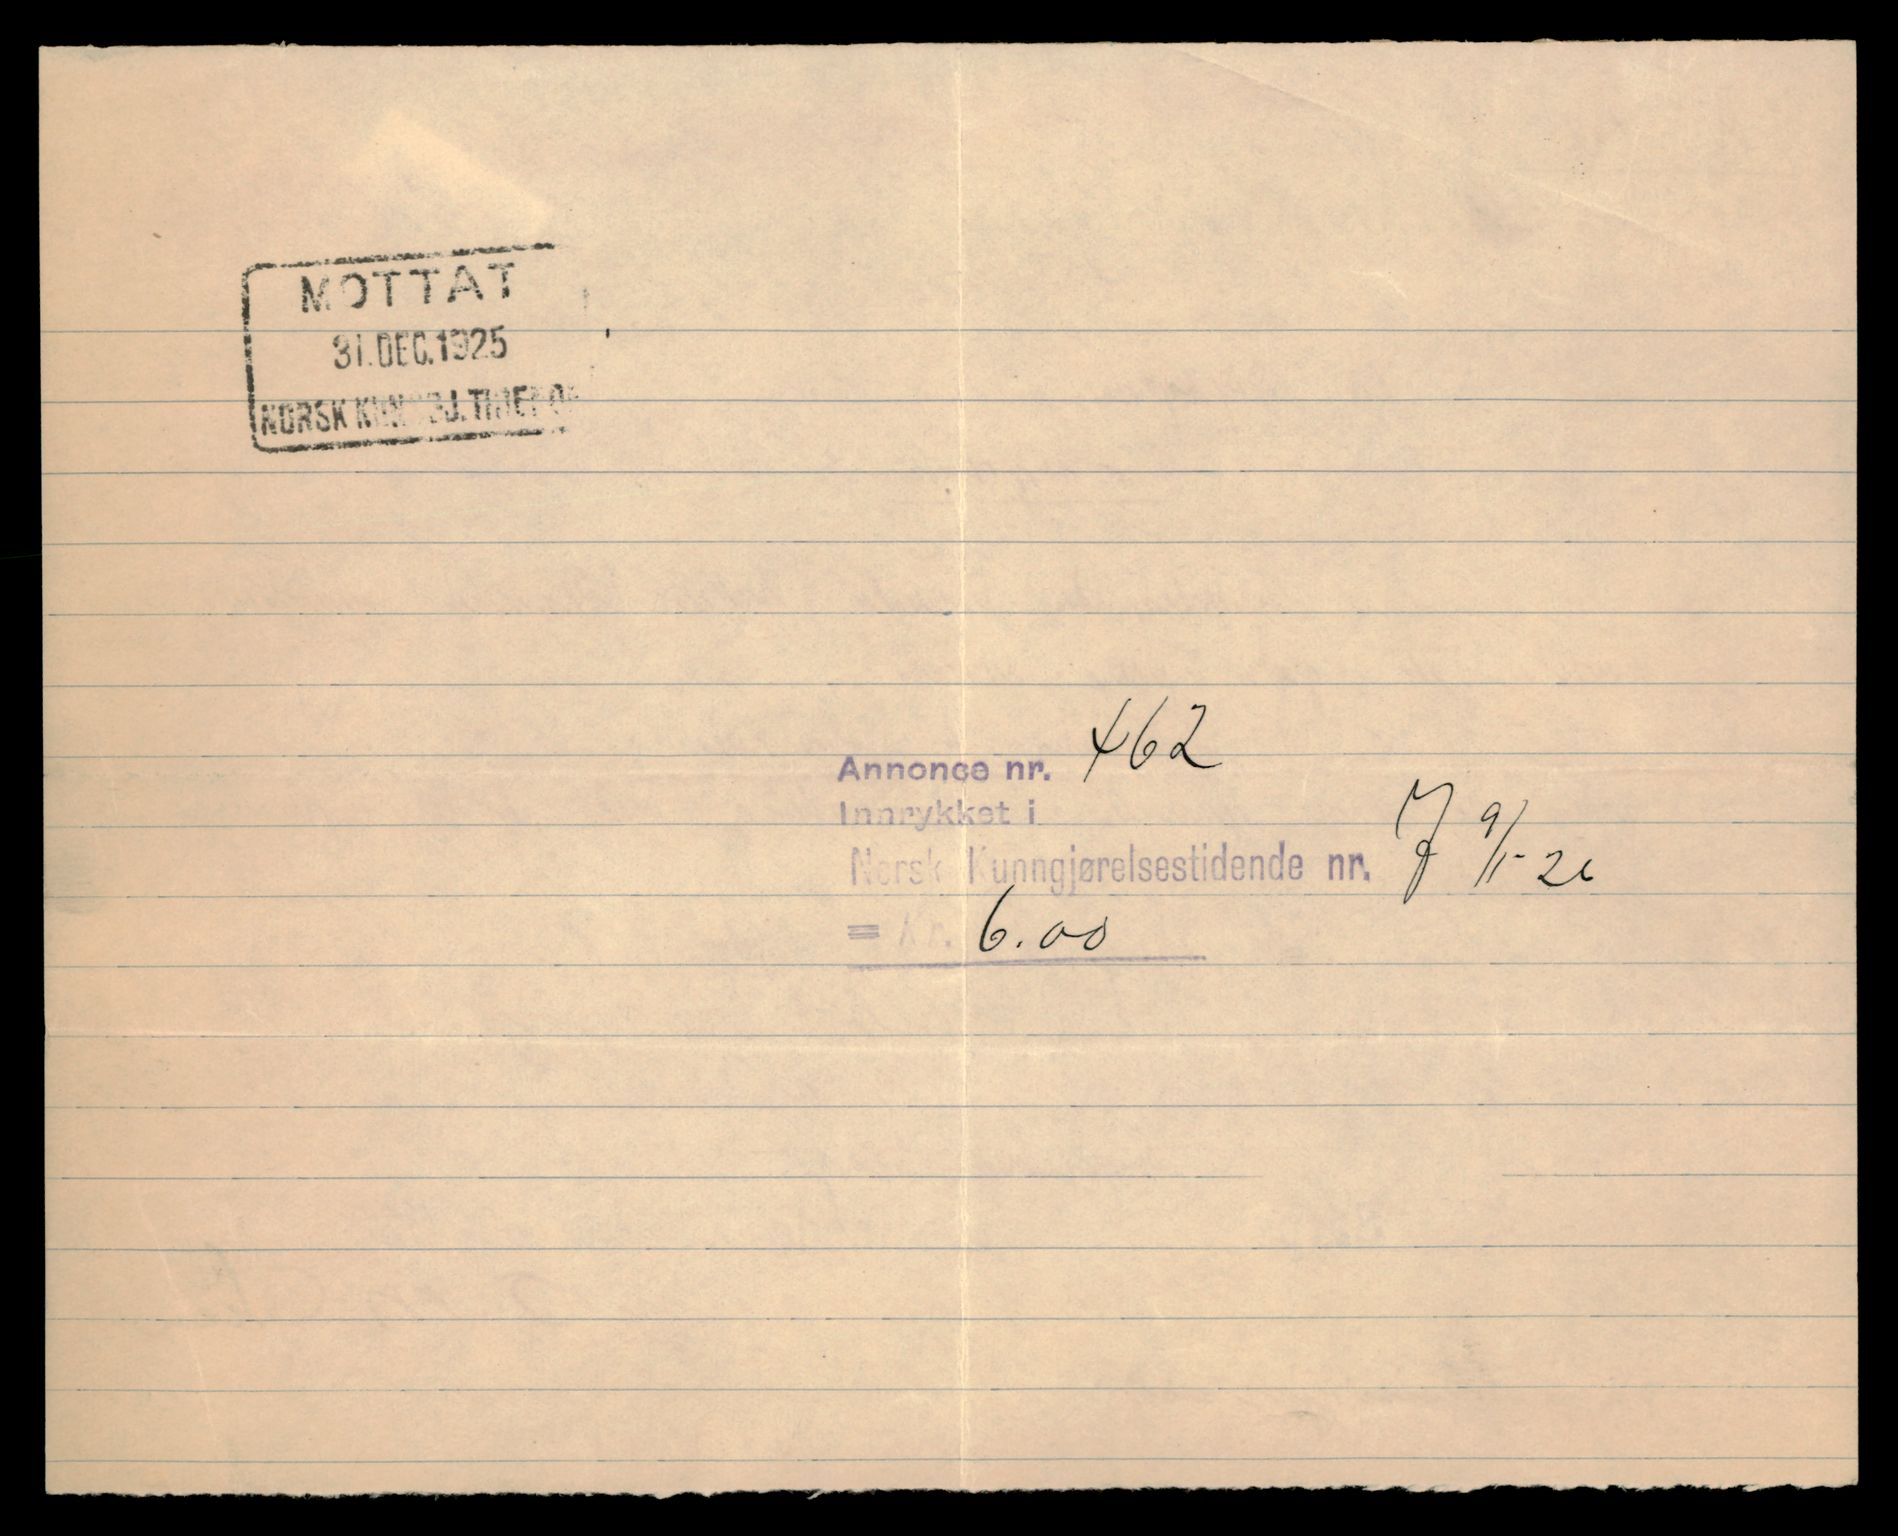 MOTTAT
31. DEC. 1925
NORSK
Annonce nr. 462
Innrykket i
Norsk Kunngjørelsestidende nr. 7 9/1-26
= Kr. 6.00